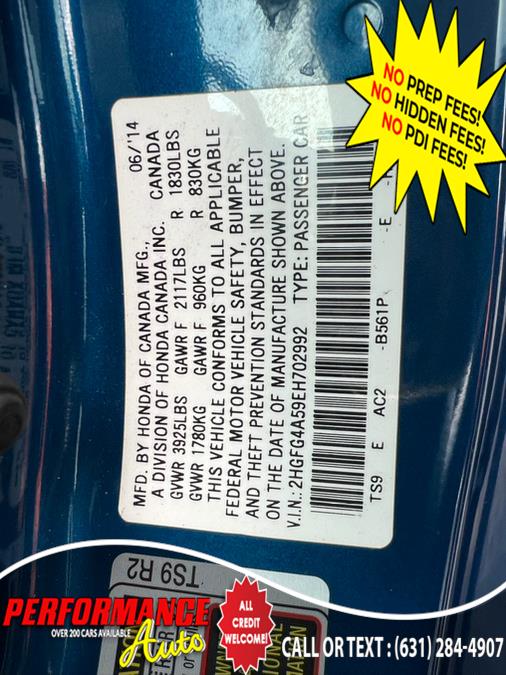 NO PREP FEES!
NO HIDDEN FEES!
NO PDI FEES!
MFD. BY HONDA OF CANADA MFG., 06/'14
A DIVISION OF HONDA CANADA INC. CANADA
GVWR 3925LBS GAWR F 2117LBS R 1830LBS
GVWR 1780KG GAWR F 960KG R 830KG
THIS VEHICLE CONFORMS TO ALL APPLICABLE
FEDERAL MOTOR VEHICLE SAFETY, BUMPER,
AND THEFT PREVENTION STANDARDS IN EFFECT
ON THE DATE OF MANUFACTURE SHOWN ABOVE.
V.I.N.: 2HGFG4A59EH702992 TYPE: PASSENGER CAR
TS9 E AC2 -B561P -E
TS9 R2
PERFORMANCE
OVER 200 CARS AVAILABLE
Auto
ALL
CREDIT
WELCOME!
CALL OR TEXT : (631) 284-4907